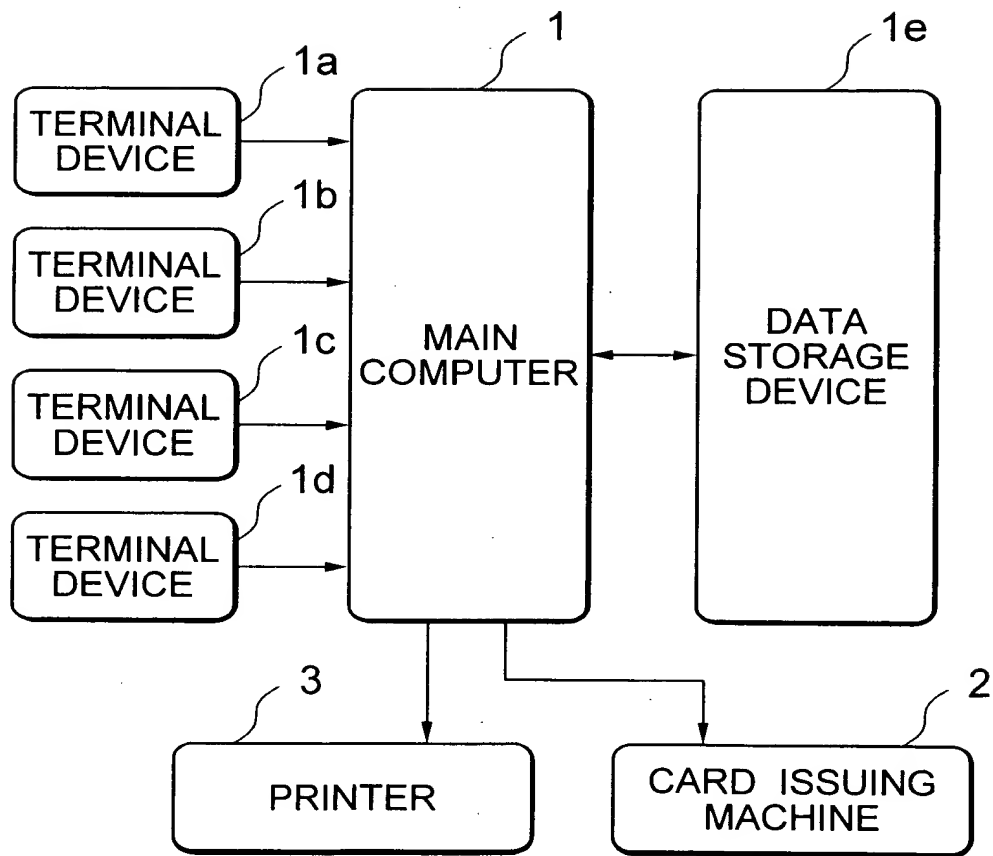 1
1e
1a
TERMINAL
DEVICE
1b
TERMINAL
DEVICE
1c
TERMINAL
DEVICE
1d
TERMINAL
DEVICE
MAIN
COMPUTER
DATA
STORAGE
DEVICE
3
PRINTER
2
CARD ISSUING
MACHINE